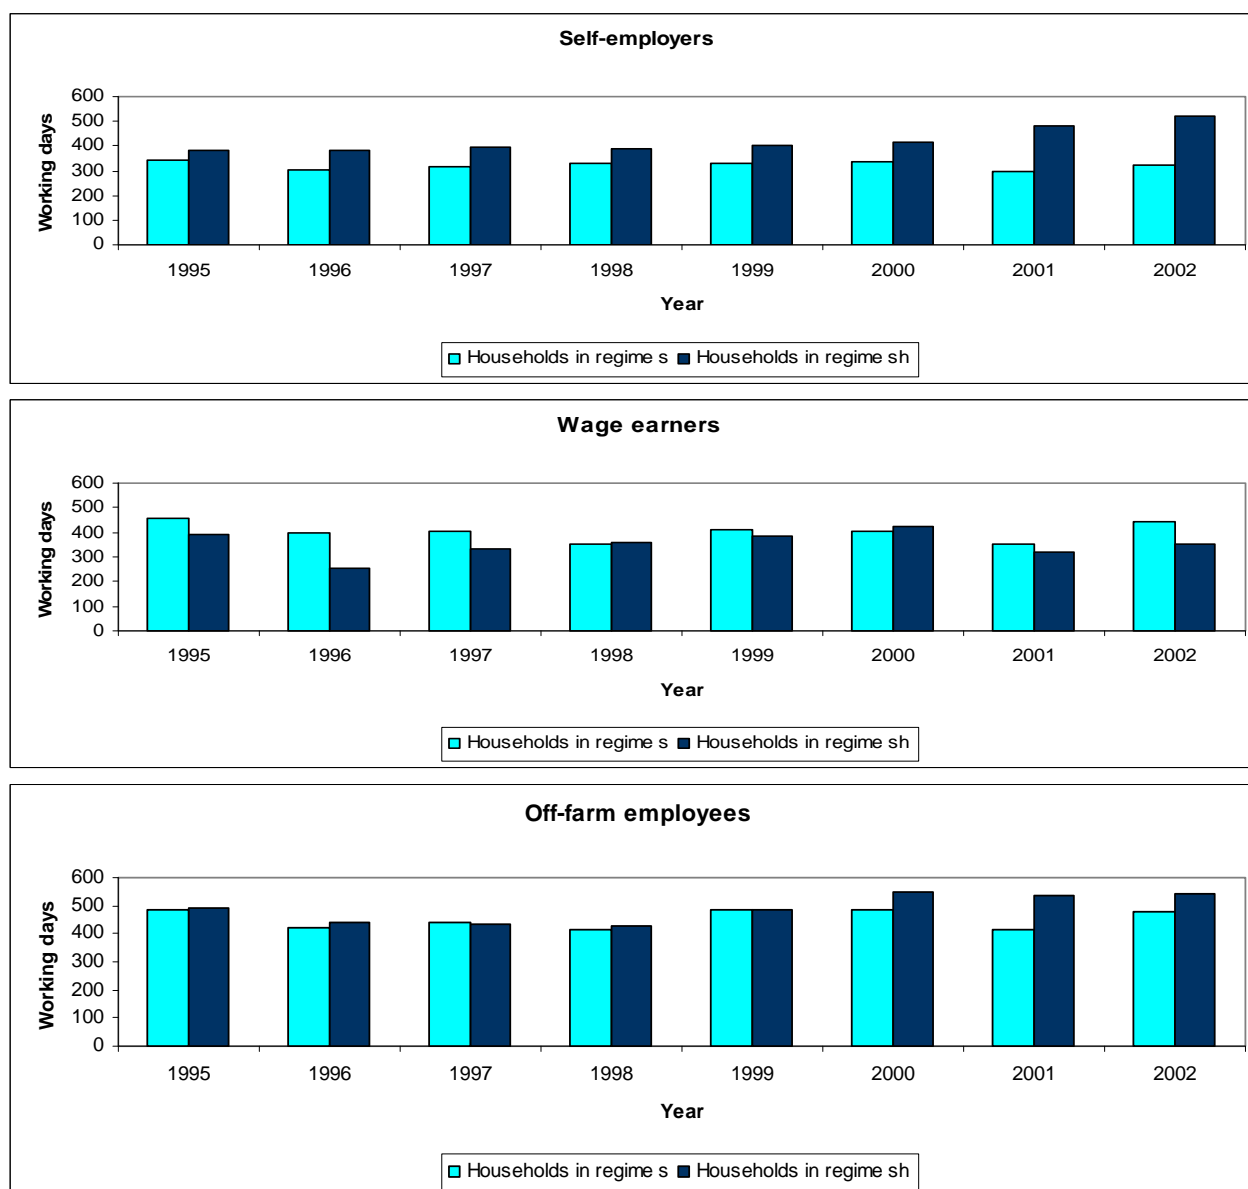 Self-employers
600
500
400
300
200
100
0
Working days
1995 1996 1997 1998 1999 2000 2001 2002
Year
Households in regime s Households in regime sh
Wage earners
600
500
400
300
200
100
0
Working days
1995 1996 1997 1998 1999 2000 2001 2002
Year
Households in regime s Households in regime sh
Off-farm employees
600
500
400
300
200
100
0
Working days
1995 1996 1997 1998 1999 2000 2001 2002
Year
Households in regime s Households in regime sh